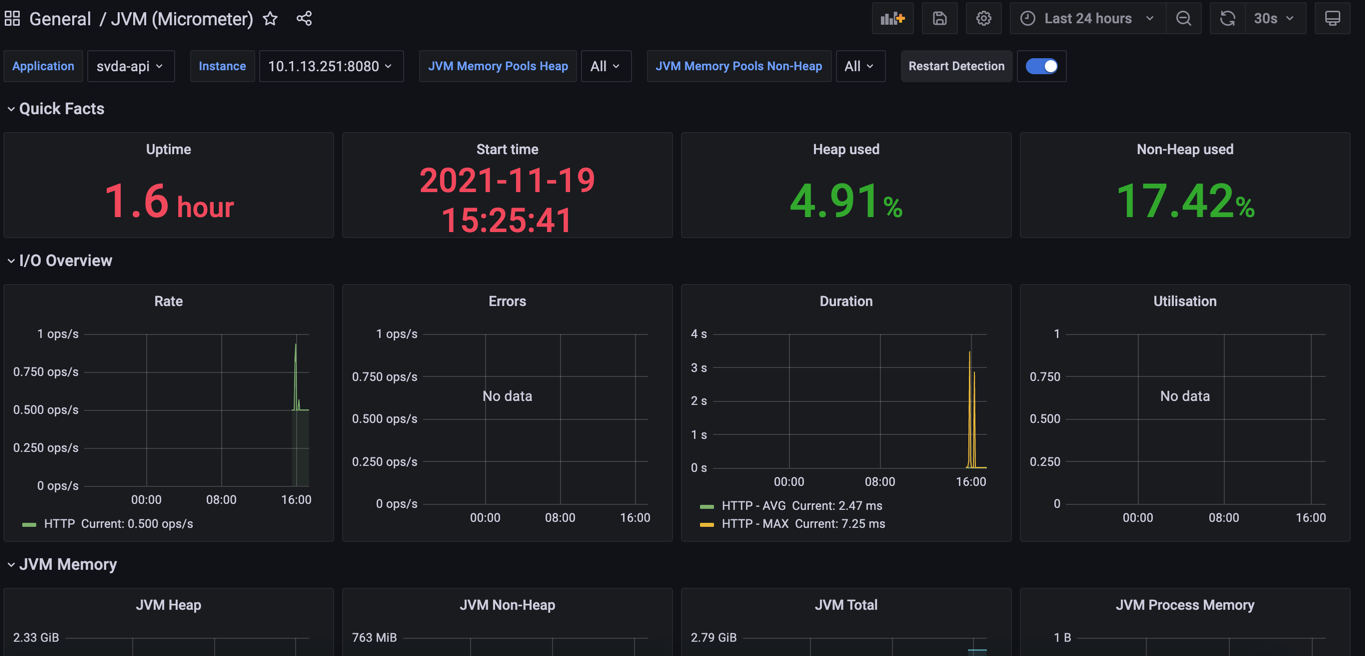 General / JVM (Micrometer)
Last 24 hours
30s
Application svda-api Instance 10.1.13.251:8080 JVM Memory Pools Heap All JVM Memory Pools Non-Heap All Restart Detection
Quick Facts
Uptime
1.6 hour
Start time
2021-11-19
15:25:41
Heap used
4.91%
Non-Heap used
17.42%
I/O Overview
Rate
1 ops/s
0.750 ops/s
0.500 ops/s
0.250 ops/s
0 ops/s
00:00 08:00 16:00
HTTP Current: 0.500 ops/s
Errors
1 ops/s
0.750 ops/s
No data
0.500 ops/s
0.250 ops/s
0 ops/s
00:00 08:00 16:00
Duration
4 s
3 s
2 s
1 s
0 s
00:00 08:00 16:00
HTTP - AVG Current: 2.47 ms
HTTP - MAX Current: 7.25 ms
Utilisation
1
0.750
No data
0.500
0.250
0
00:00 08:00 16:00
JVM Memory
JVM Heap
2.33 GiB
JVM Non-Heap
763 MiB
JVM Total
2.79 GiB
JVM Process Memory
1 B